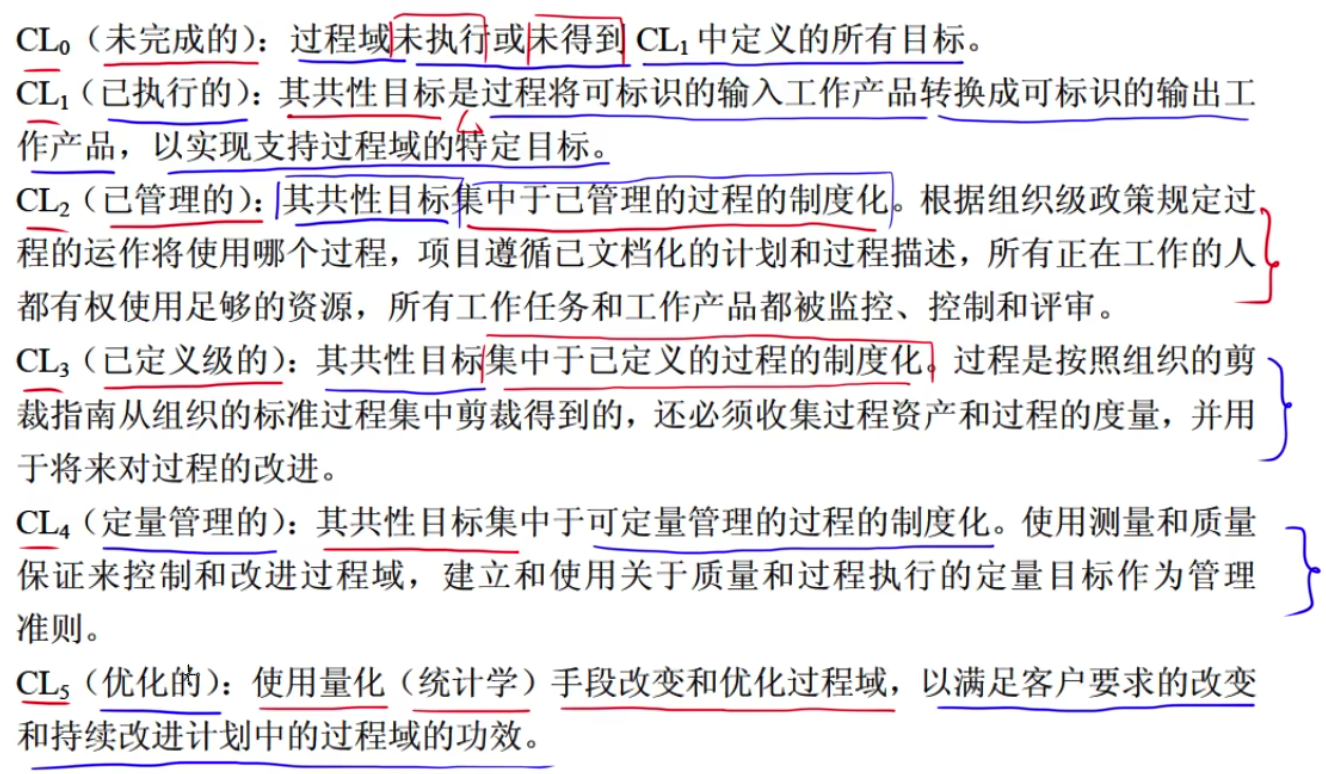 CL₀（未完成的）：过程域未执行或未得到 CL₁ 中定义的所有目标。
CL₁（已执行的）：其共性目标是过程将可标识的输入工作产品转换成可标识的输出工
作产品，以实现支持过程域的特定目标。
CL₂（已管理的）：其共性目标集中于已管理的过程的制度化。根据组织级政策规定过
程的运作将使用哪个过程，项目遵循已文档化的计划和过程描述，所有正在工作的人
都有权使用足够的资源，所有工作任务和工作产品都被监控、控制和评审。
CL₃（已定义级的）：其共性目标集中于已定义的过程的制度化。过程是按照组织的剪
裁指南从组织的标准过程集中剪裁得到的，还必须收集过程资产和过程的度量，并用
于将来对过程的改进。
CL₄（定量管理的）：其共性目标集中于可定量管理的过程的制度化。使用测量和质量
保证来控制和改进过程域，建立和使用关于质量和过程执行的定量目标作为管理
准则。
CL₅（优化的）：使用量化（统计学）手段改变和优化过程域，以满足客户要求的改变
和持续改进计划中的过程域的功效。